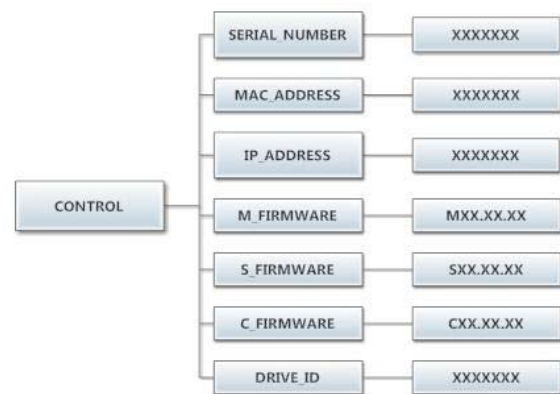 SERIAL_NUMBER XXXXXXX
MAC_ADDRESS XXXXXXX
IP_ADDRESS XXXXXXX
CONTROL
M_FIRMWARE MXX.XX.XX
S_FIRMWARE SXX.XX.XX
C_FIRMWARE CXX.XX.XX
DRIVE_ID XXXXXXX